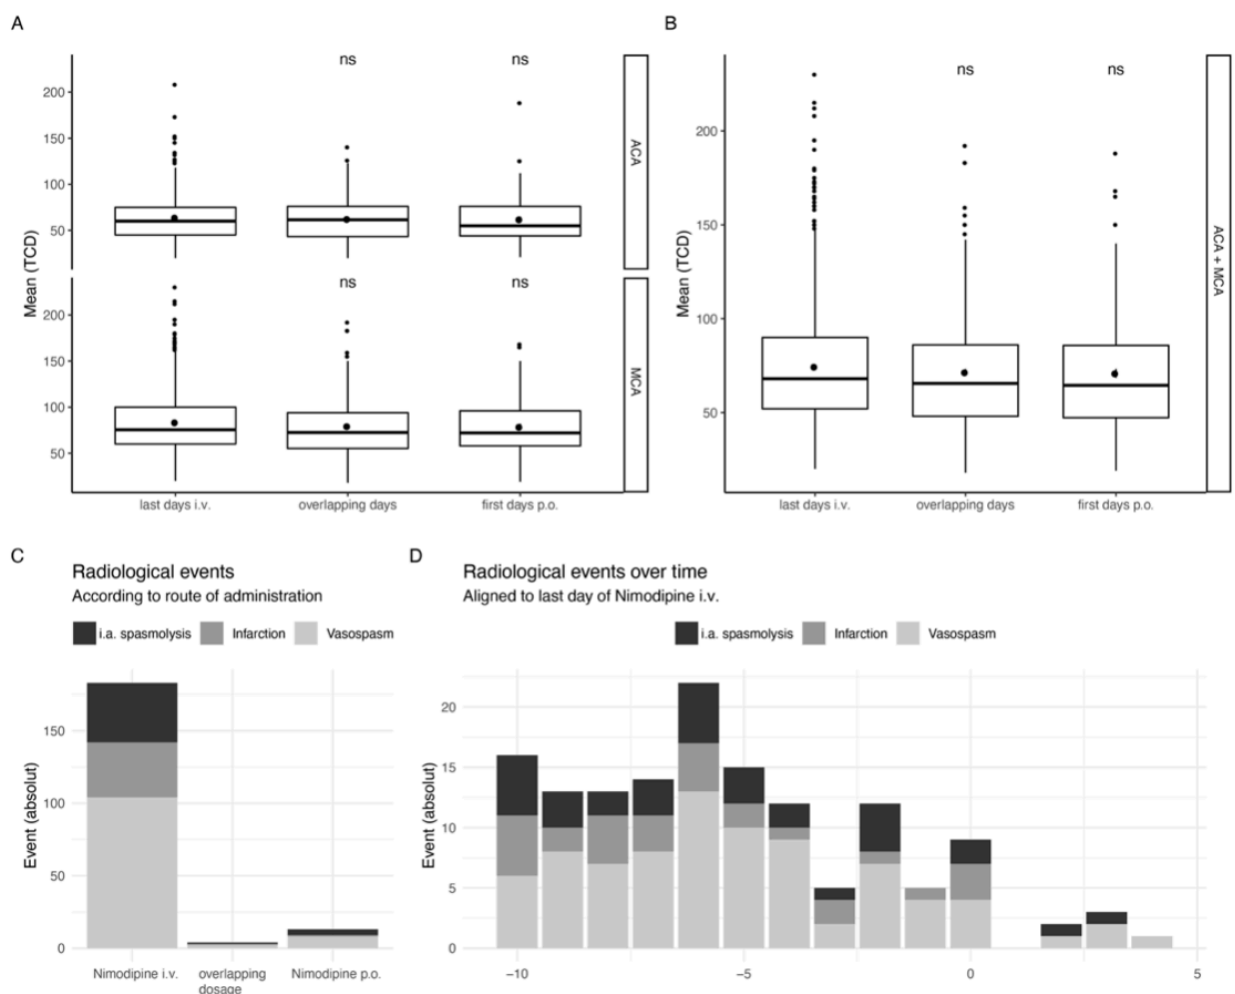 A
B
ns
ns
200
150
100
50
ACA
ns
ns
200
150
100
50
MCA
Mean (TCD)
last days i.v.
overlapping days
first days p.o.
ns
ns
200
150
100
50
Mean (TCD)
ACA + MCA
last days i.v.
overlapping days
first days p.o.
C
Radiological events
According to route of administration
i.a. spasmolysis
Infarction
Vasospasm
Event (absolut)
150
100
50
0
Nimodipine i.v.
overlapping
dosage
Nimodipine p.o.
D
Radiological events over time
Aligned to last day of Nimodipine i.v.
i.a. spasmolysis
Infarction
Vasospasm
Event (absolut)
20
15
10
5
0
−10
−5
0
5